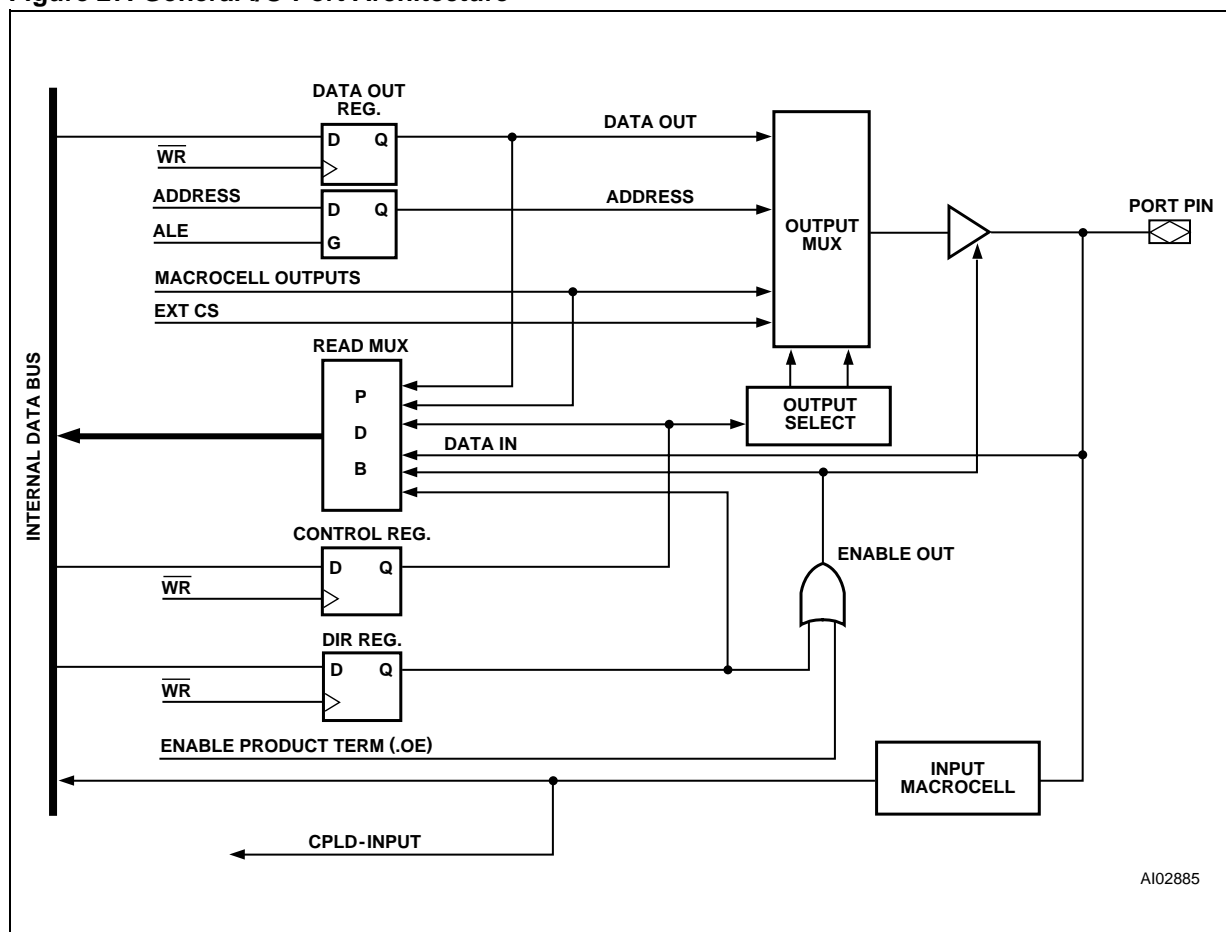 DATA OUT
REG.
D Q
DATA OUT
WR
ADDRESS
D Q
ADDRESS
ALE
G
OUTPUT
MUX
PORT PIN
MACROCELL OUTPUTS
EXT CS
READ MUX
P
D
B
OUTPUT
SELECT
DATA IN
INTERNAL DATA BUS
CONTROL REG.
D Q
WR
ENABLE OUT
DIR REG.
D Q
WR
ENABLE PRODUCT TERM (.OE)
INPUT
MACROCELL
CPLD-INPUT
AI02885